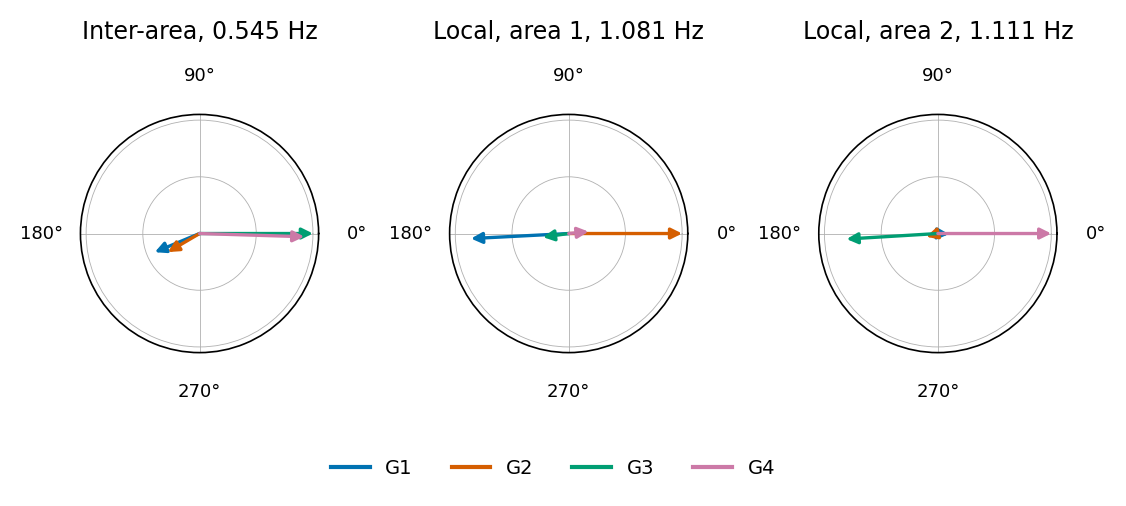 Inter-area, 0.545 Hz
Local, area 1, 1.081 Hz
Local, area 2, 1.111 Hz
90°
90°
90°
180°
0°
180°
0°
180°
0°
270°
270°
270°
G1
G2
G3
G4